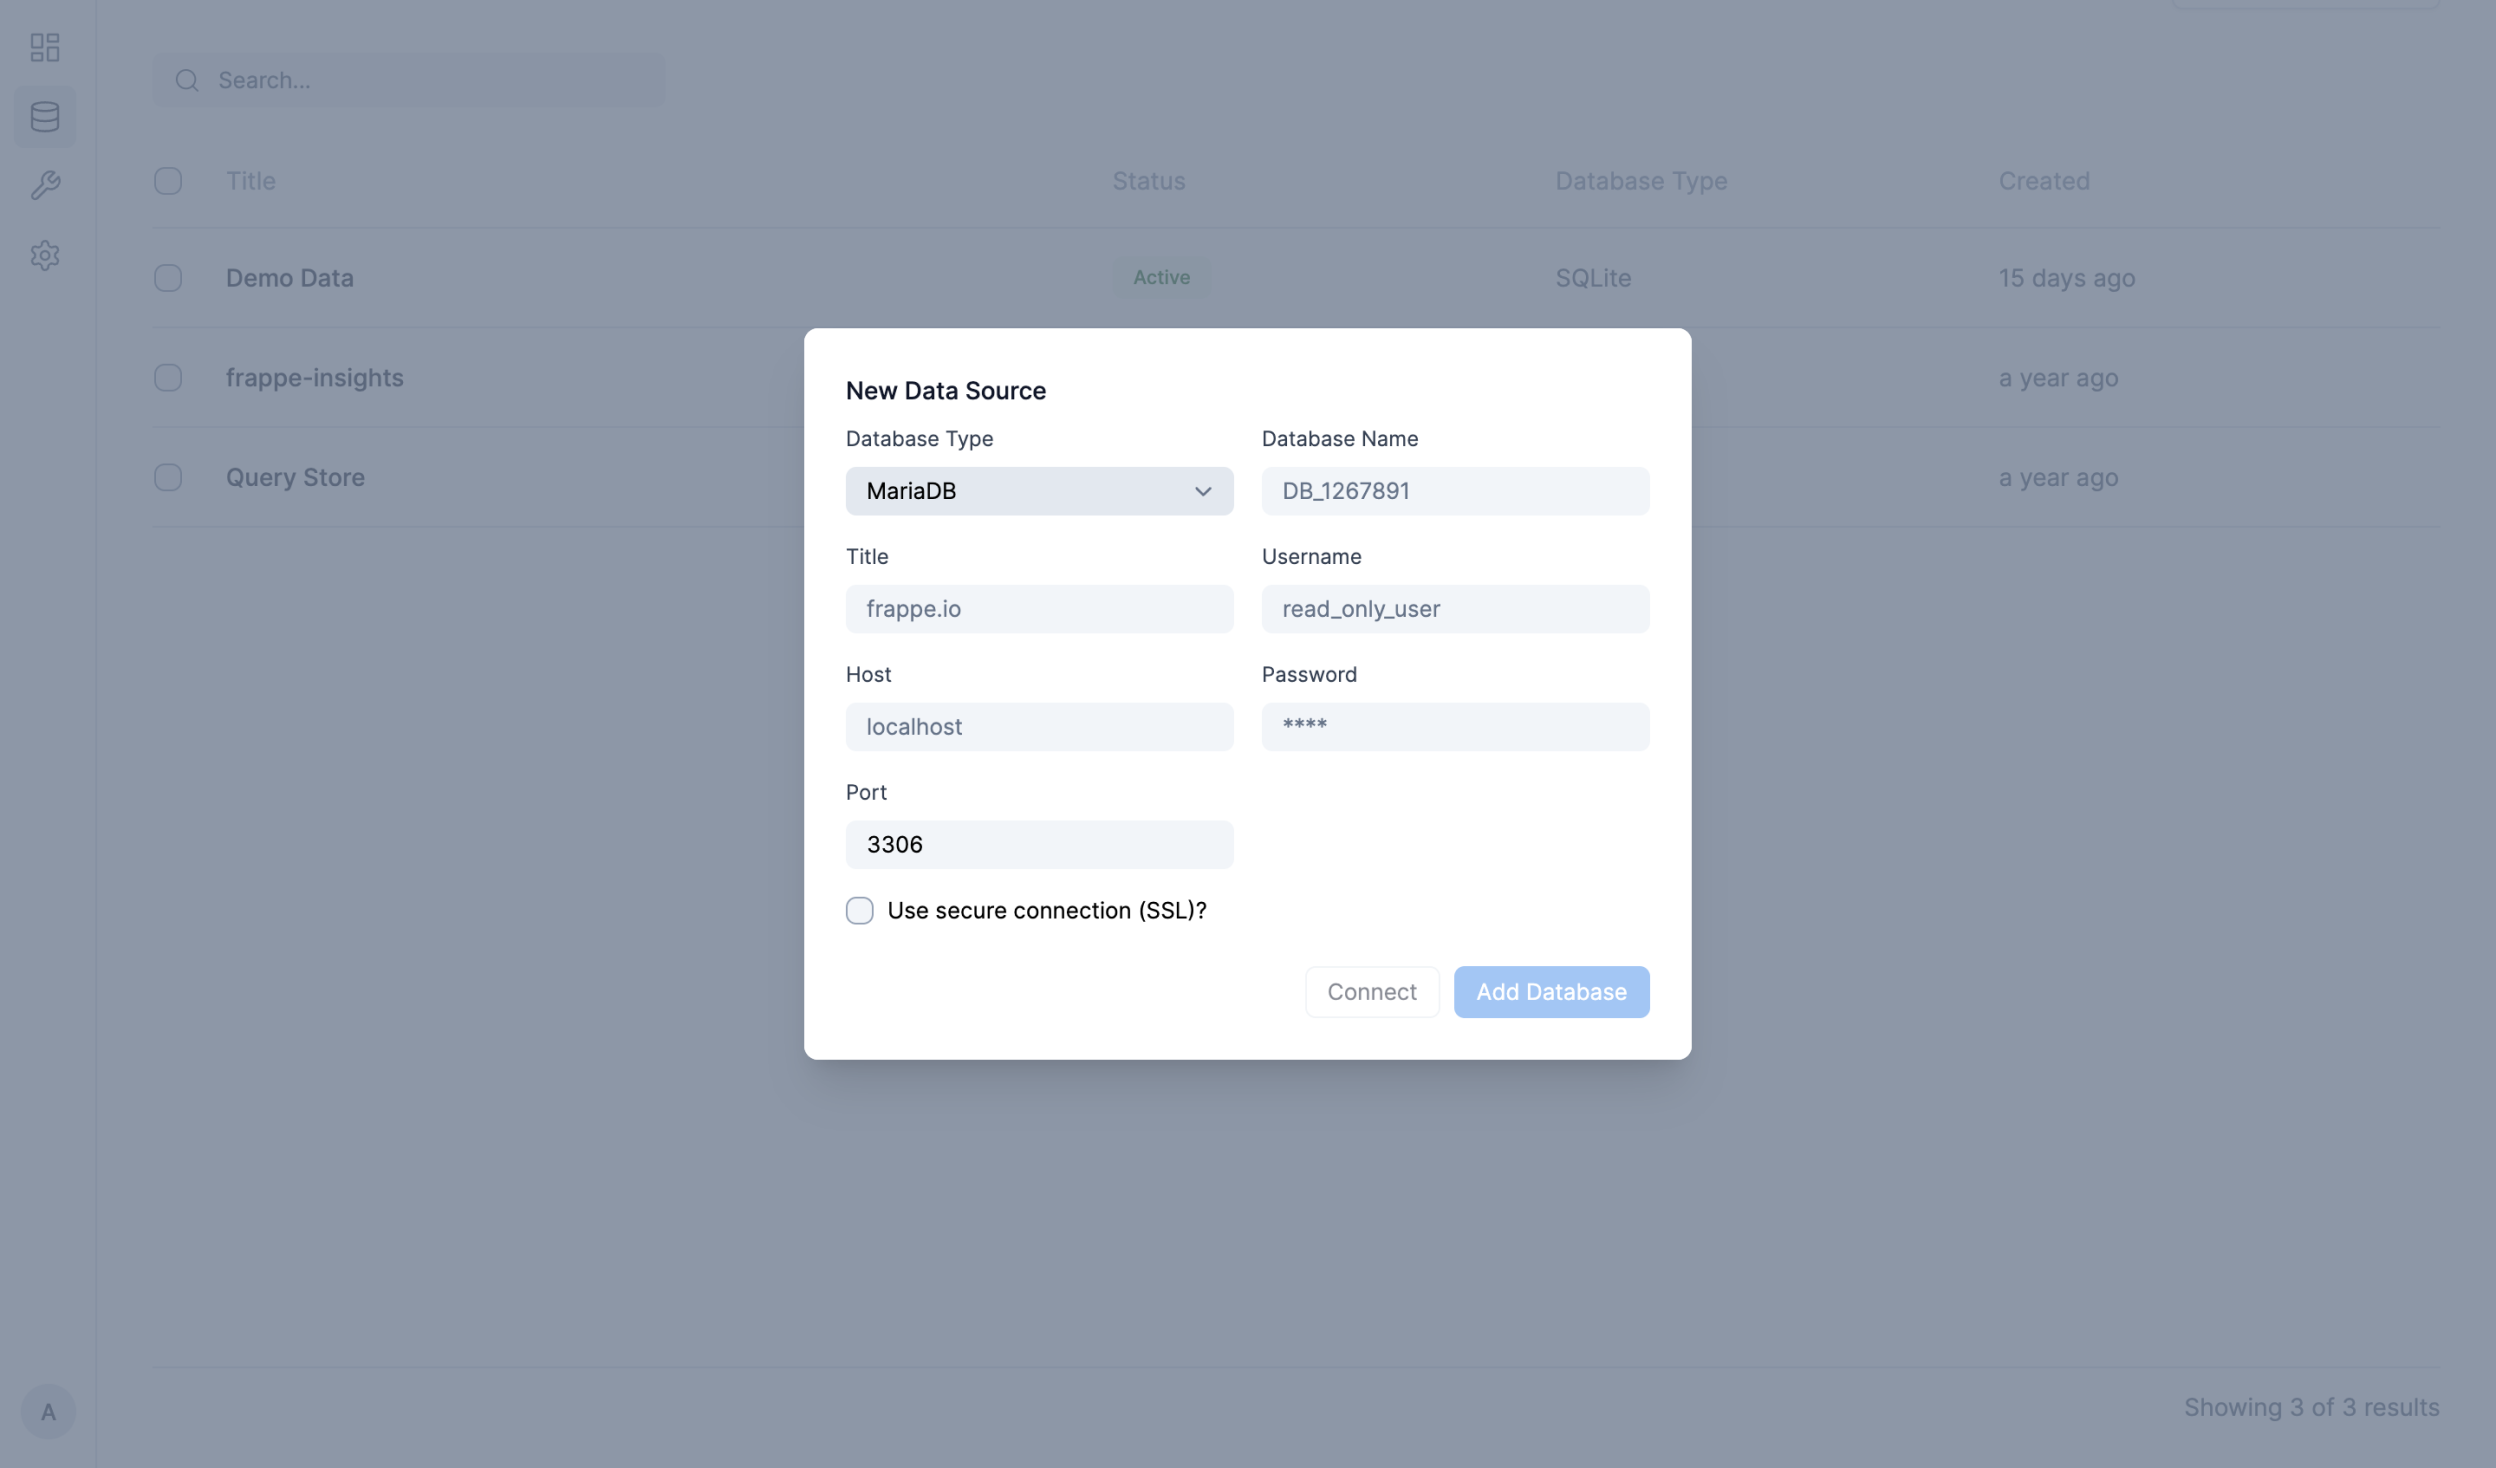 Search...
Title Status Database Type Created
Demo Data Active SQLite 15 days ago
frappe-insights a year ago
Query Store a year ago
New Data Source
Database Type Database Name
MariaDB DB_1267891
Title Username
frappe.io read_only_user
Host Password
localhost ****
Port
3306
Use secure connection (SSL)?
Connect Add Database
A
Showing 3 of 3 results